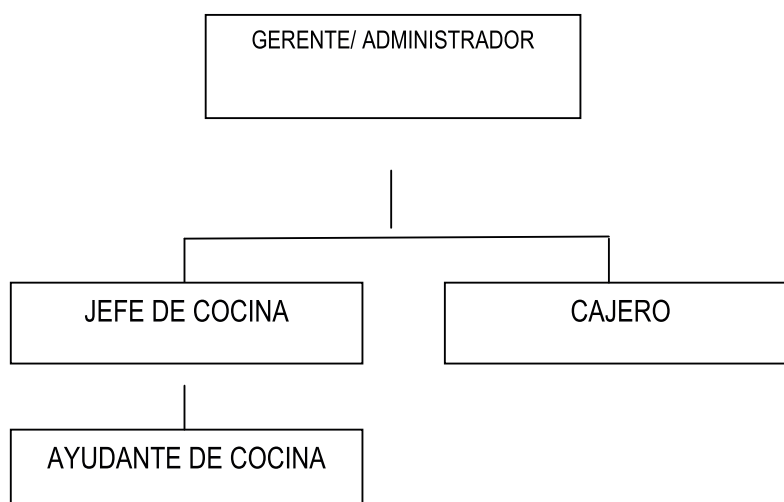 GERENTE/ ADMINISTRADOR
JEFE DE COCINA
CAJERO
AYUDANTE DE COCINA